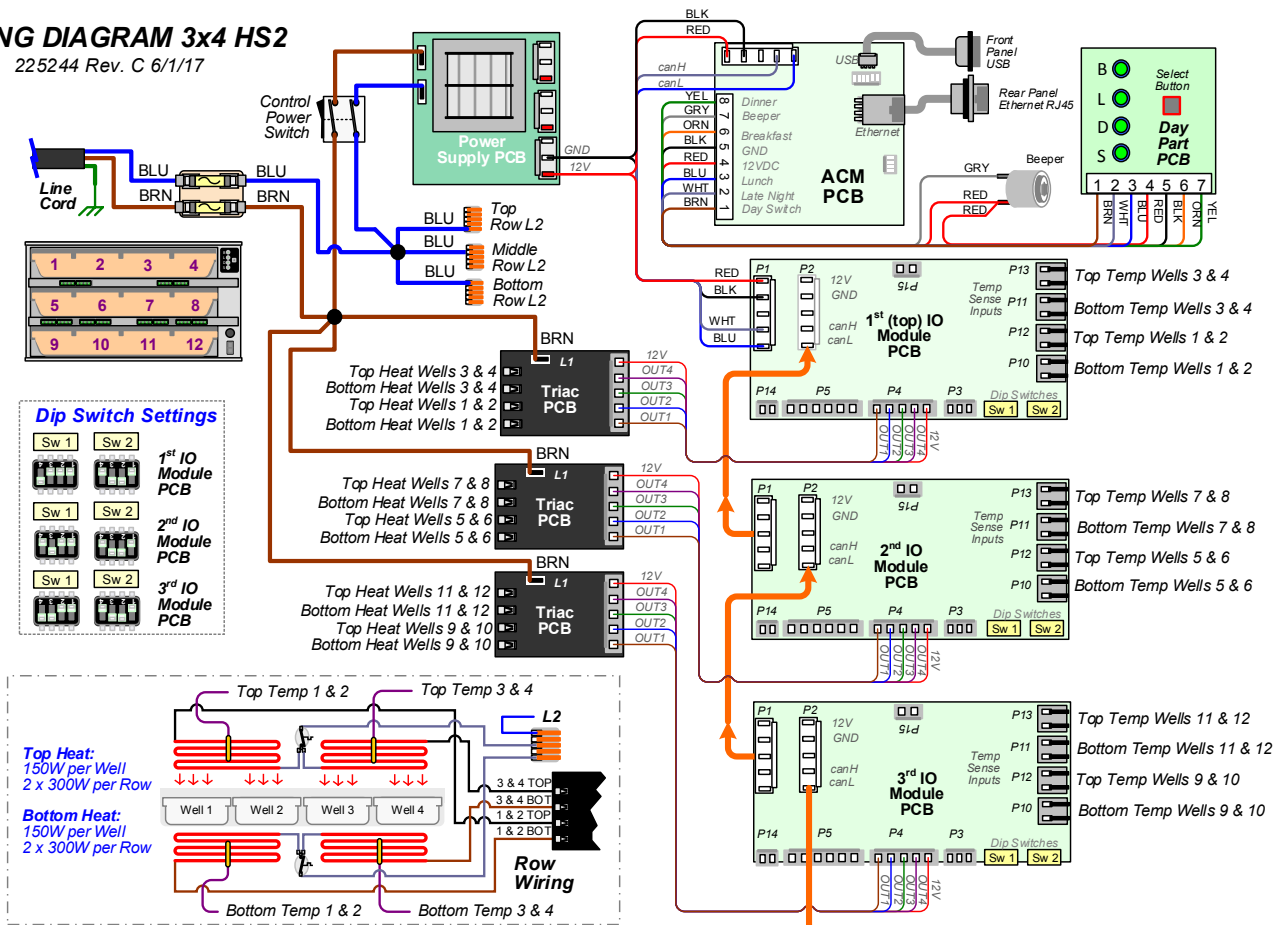 NG DIAGRAM 3x4 HS2
225244 Rev. C 6/1/17
Control
Power
Switch
Power
Supply PCB
GND
12V
BLK
RED
canH
canL
YEL
GRY
ORN
BLK
RED
BLU
WHT
BRN
8
7
6
5
4
3
2
1
Dinner
Beeper
Breakfast
GND
12VDC
Lunch
Late Night
Day Switch
USB
Ethernet
ACM
PCB
Front
Panel
USB
Rear Panel
Ethernet RJ45
GRY
RED
RED
Beeper
B
L
D
S
Select
Button
Day
Part
PCB
1 2 3 4 5 6 7
BRN
WHT
BLU
RED
BLK
ORN
YEL
Line
Cord
BLU
BRN
BLU
BRN
BLU
BLU
BLU
Top
Row L2
Middle
Row L2
Bottom
Row L2
1 2 3 4
5 6 7 8
9 10 11 12
Dip Switch Settings
Sw 1
Sw 2
1st IO
Module
PCB
Sw 1
Sw 2
2nd IO
Module
PCB
Sw 1
Sw 2
3rd IO
Module
PCB
BRN
L1
Top Heat Wells 3 & 4
Bottom Heat Wells 3 & 4
Top Heat Wells 1 & 2
Bottom Heat Wells 1 & 2
Triac
PCB
12V
OUT4
OUT3
OUT2
OUT1
BRN
L1
Top Heat Wells 7 & 8
Bottom Heat Wells 7 & 8
Top Heat Wells 5 & 6
Bottom Heat Wells 5 & 6
Triac
PCB
12V
OUT4
OUT3
OUT2
OUT1
BRN
L1
Top Heat Wells 11 & 12
Bottom Heat Wells 11 & 12
Top Heat Wells 9 & 10
Bottom Heat Wells 9 & 10
Triac
PCB
12V
OUT4
OUT3
OUT2
OUT1
RED
BLK
WHT
BLU
P1
P2
12V
GND
canH
canL
P15
1st (top) IO
Module
PCB
Temp
Sense
Inputs
P13
P11
P12
P10
Top Temp Wells 3 & 4
Bottom Temp Wells 3 & 4
Top Temp Wells 1 & 2
Bottom Temp Wells 1 & 2
P14
P5
P4
P3
Dip Switches
Sw 1
Sw 2
OUT1
OUT2
OUT3
OUT4
12V
P1
P2
12V
GND
canH
canL
P15
2nd IO
Module
PCB
Temp
Sense
Inputs
P13
P11
P12
P10
Top Temp Wells 7 & 8
Bottom Temp Wells 7 & 8
Top Temp Wells 5 & 6
Bottom Temp Wells 5 & 6
P14
P5
P4
P3
Dip Switches
Sw 1
Sw 2
OUT1
OUT2
OUT3
OUT4
12V
P1
P2
12V
GND
canH
canL
P15
3rd IO
Module
PCB
Temp
Sense
Inputs
P13
P11
P12
P10
Top Temp Wells 11 & 12
Bottom Temp Wells 11 & 12
Top Temp Wells 9 & 10
Bottom Temp Wells 9 & 10
P14
P5
P4
P3
Dip Switches
Sw 1
Sw 2
OUT1
OUT2
OUT3
OUT4
12V
Top Temp 1 & 2
Top Temp 3 & 4
L2
Top Heat:
150W per Well
2 x 300W per Row
Bottom Heat:
150W per Well
2 x 300W per Row
Well 1
Well 2
Well 3
Well 4
3 & 4 TOP
3 & 4 BOT
1 & 2 TOP
1 & 2 BOT
Row
Wiring
Bottom Temp 1 & 2
Bottom Temp 3 & 4